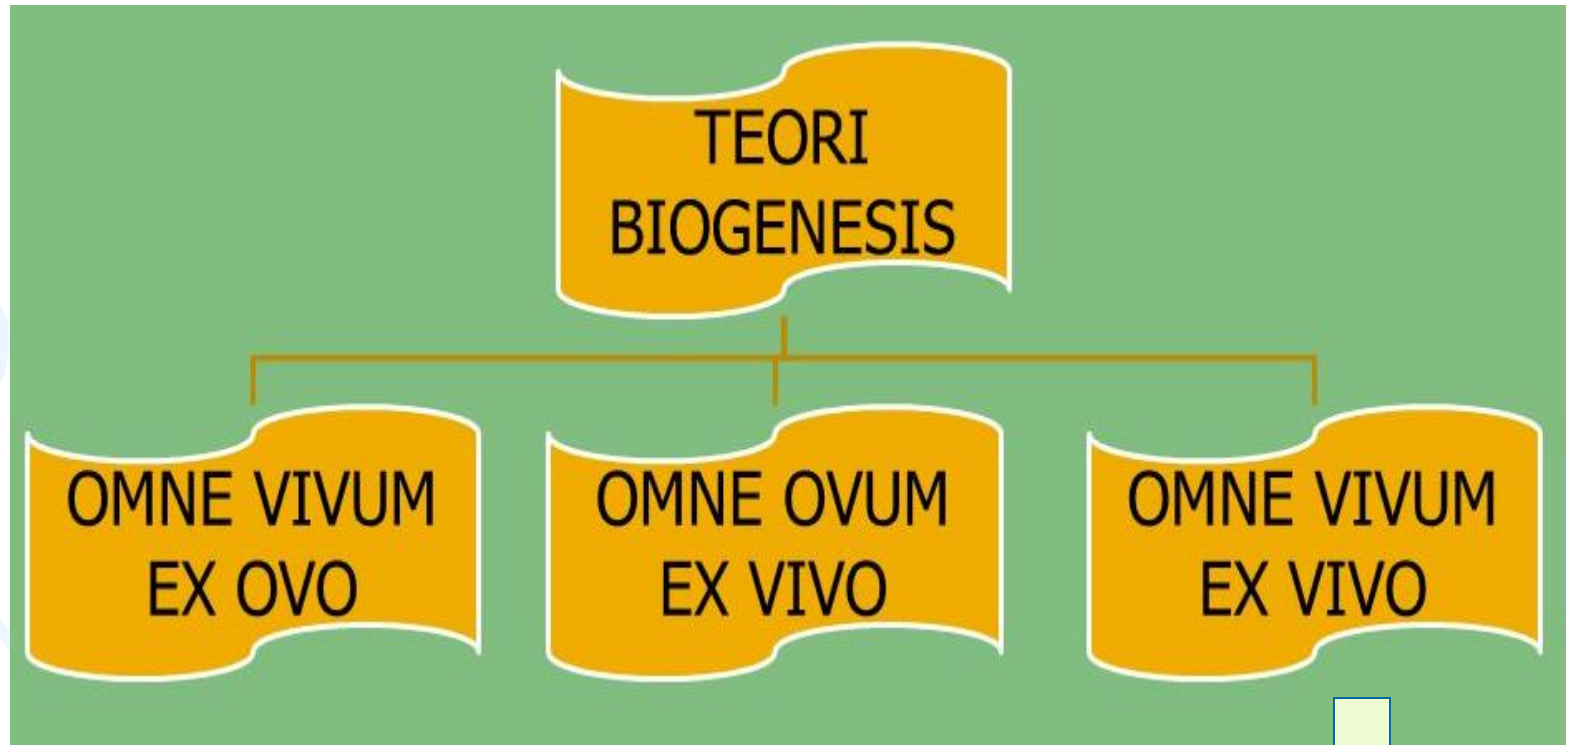 TEORI
BIOGENESIS
OMNE VIVUM
EX OVO
OMNE OVUM
EX VIVO
OMNE VIVUM
EX VIVO